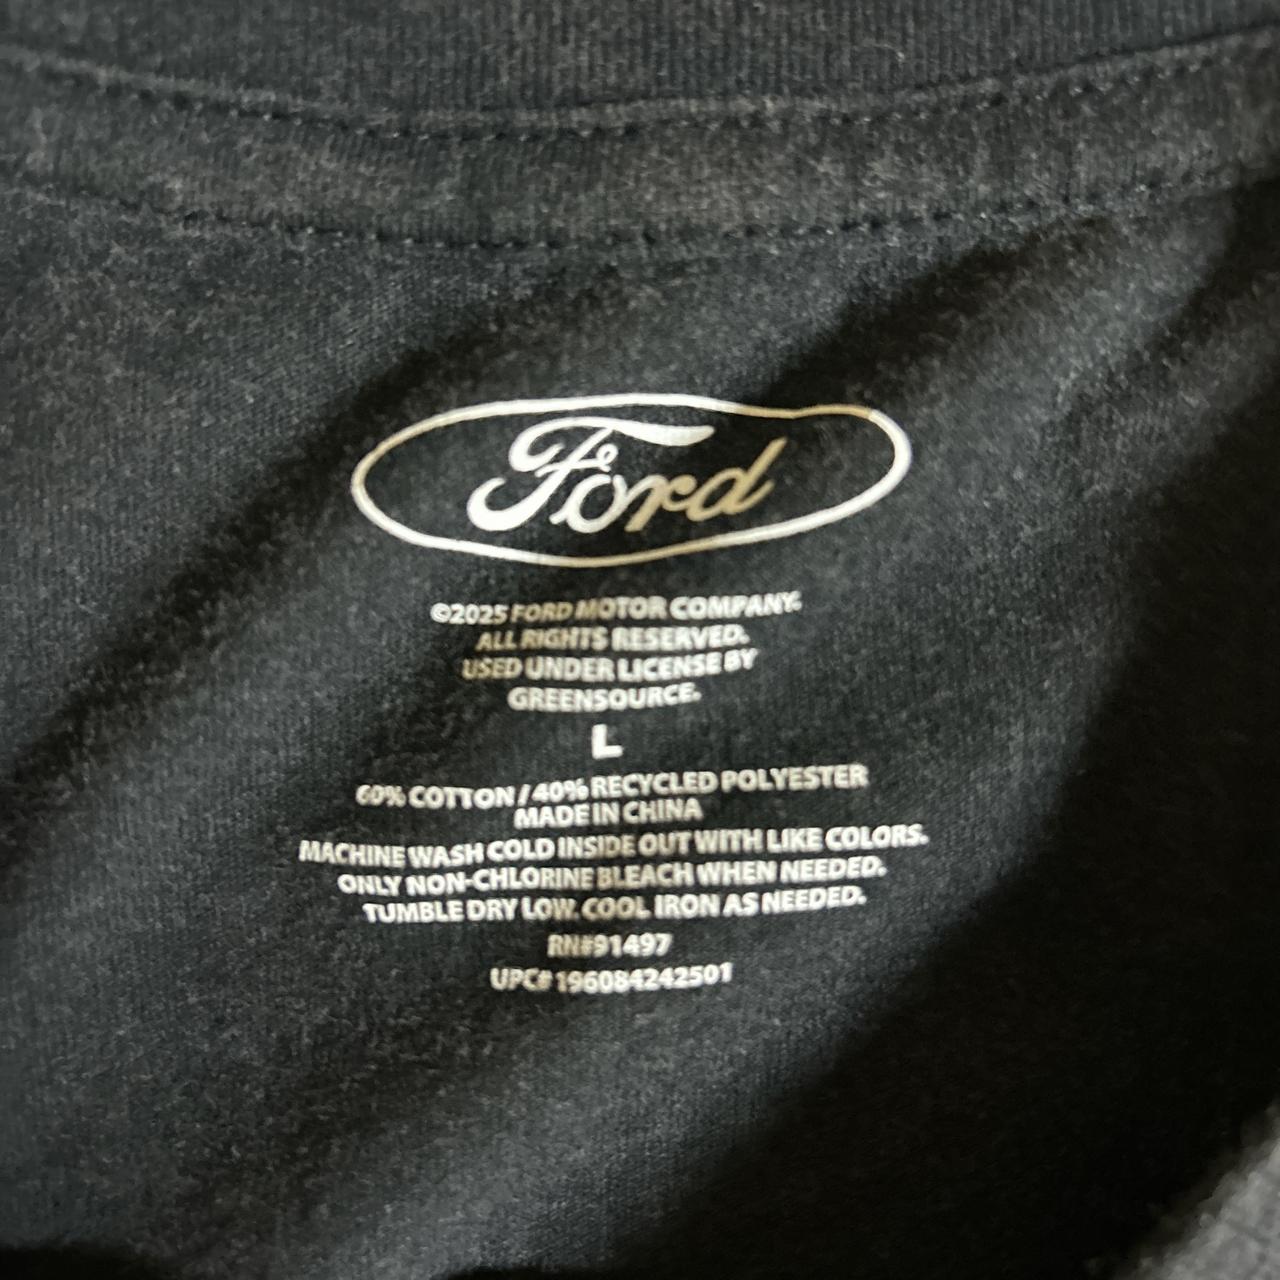 Ford
©2025 FORD MOTOR COMPANY.
ALL RIGHTS RESERVED.
USED UNDER LICENSE BY
GREENSOURCE.
L
60% COTTON / 40% RECYCLED POLYESTER
MADE IN CHINA
MACHINE WASH COLD INSIDE OUT WITH LIKE COLORS.
ONLY NON-CHLORINE BLEACH WHEN NEEDED.
TUMBLE DRY LOW. COOL IRON AS NEEDED.
RN#91497
UPC# 196084242501